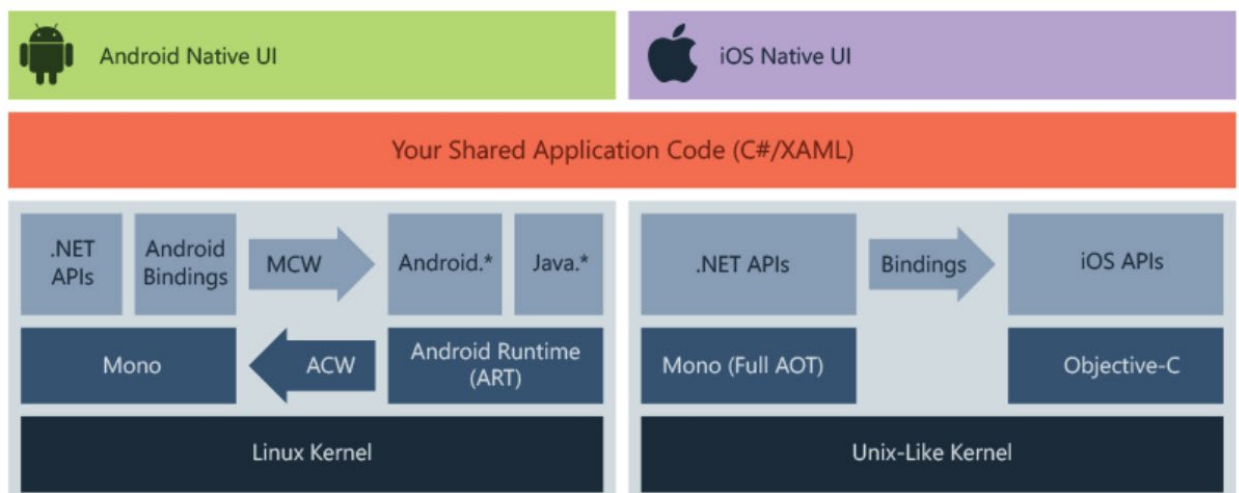 Android Native UI
iOS Native UI
Your Shared Application Code (C#/XAML)
.NET
APIs
Android
Bindings
MCW
Android.*
Java.*
Mono
ACW
Android Runtime
(ART)
Linux Kernel
.NET APIs
Bindings
iOS APIs
Mono (Full AOT)
Objective-C
Unix-Like Kernel